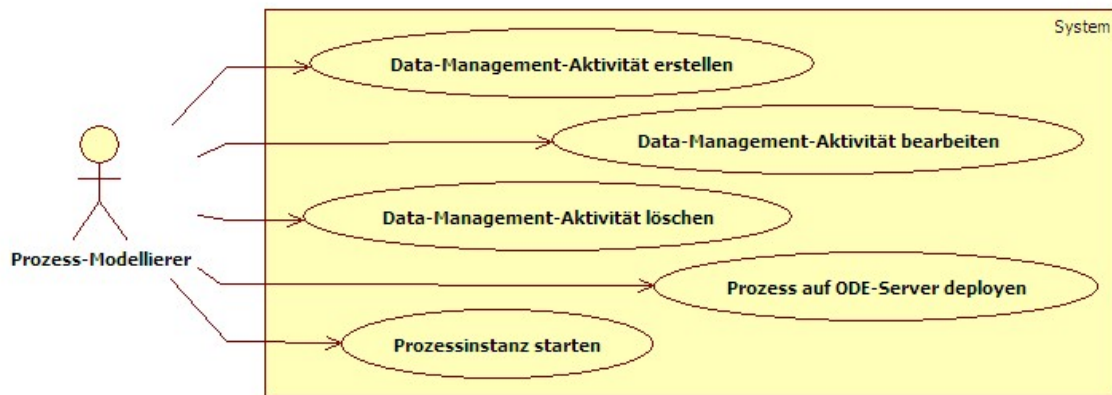 System
Data-Management-Aktivität erstellen
Data-Management-Aktivität bearbeiten
Data-Management-Aktivität löschen
Prozess-Modellierer
Prozess auf ODE-Server deployen
Prozessinstanz starten